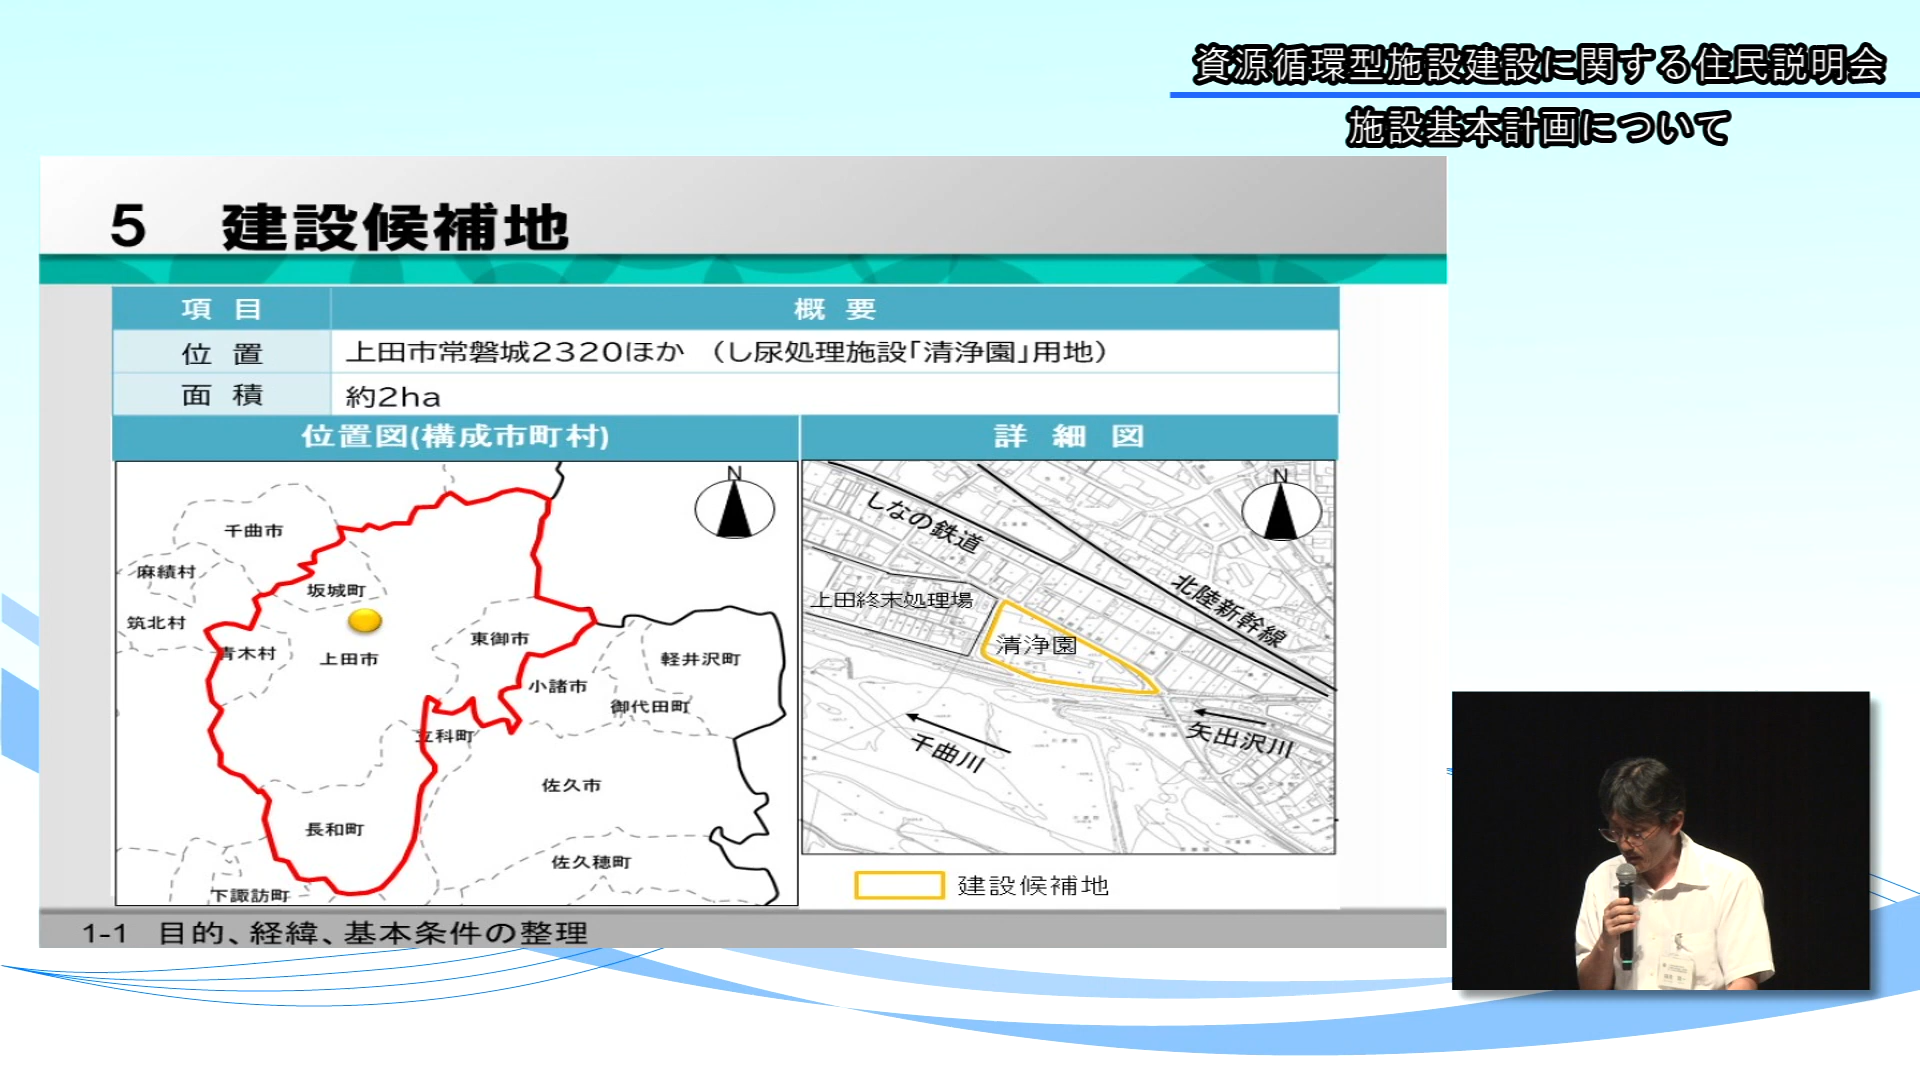 資源循環型施設建設に関する住民説明会
施設基本計画について
5 建設候補地
項 目
概 要
位 置
上田市常磐城2320ほか (し尿処理施設「清浄園」用地)
面 積
約2ha
位置図(構成市町村)
詳 細 図
N
千曲市
麻績村
坂城町
筑北村
青木村
上田市
東御市
軽井沢町
小諸市
御代田町
立科町
佐久市
長和町
佐久穂町
下諏訪町
N
しなの鉄道
北陸新幹線
上田終末処理場
清浄園
千曲川
矢出沢川
建設候補地
1-1 目的、経緯、基本条件の整理